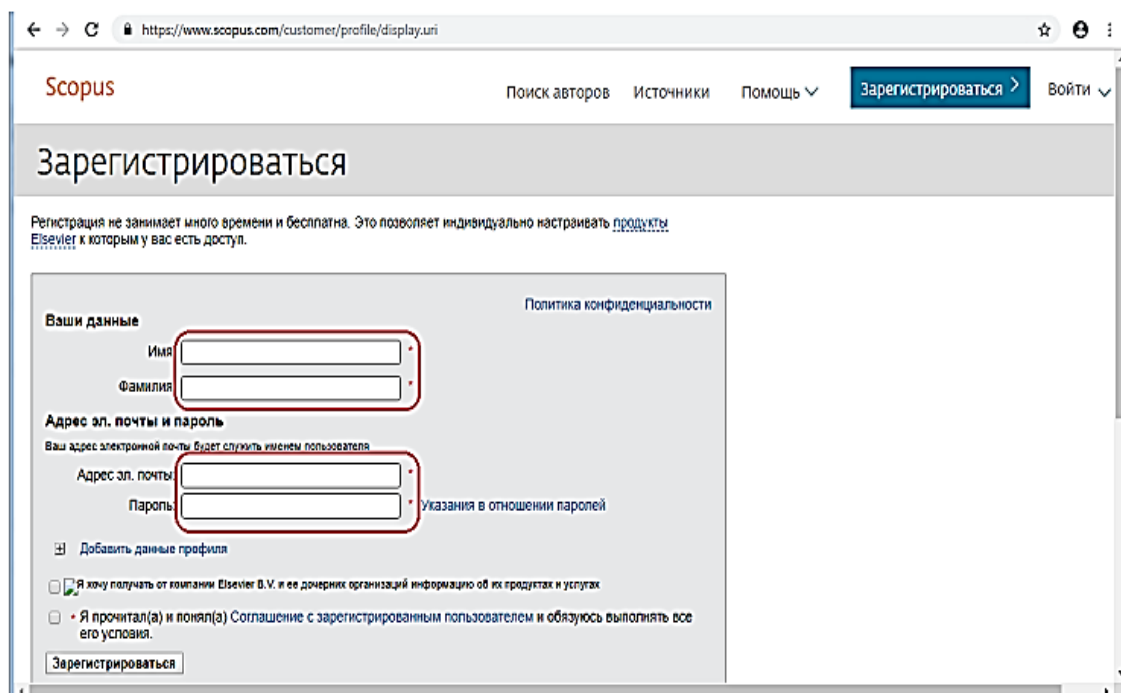 https://www.scopus.com/customer/profile/display.uri
Scopus
Поиск авторов Источники Помощь Зарегистрироваться Войти
Зарегистрироваться
Регистрация не занимает много времени и бесплатна. Это позволяет индивидуально настраивать продукты
Elsevier к которым у вас есть доступ.
Политика конфиденциальности
Ваши данные
Имя *
Фамилия *
Адрес эл. почты и пароль
Ваш адрес электронной почты будет служить именем пользователя
Адрес эл. почты: *
Пароль: * Указания в отношении паролей
Добавить данные профиля
Я хочу получать от компании Elsevier B.V. и ее дочерних организаций информацию об их продуктах и услугах
* Я прочитал(а) и понял(а) Соглашение с зарегистрированным пользователем и обязуюсь выполнять все
его условия.
Зарегистрироваться